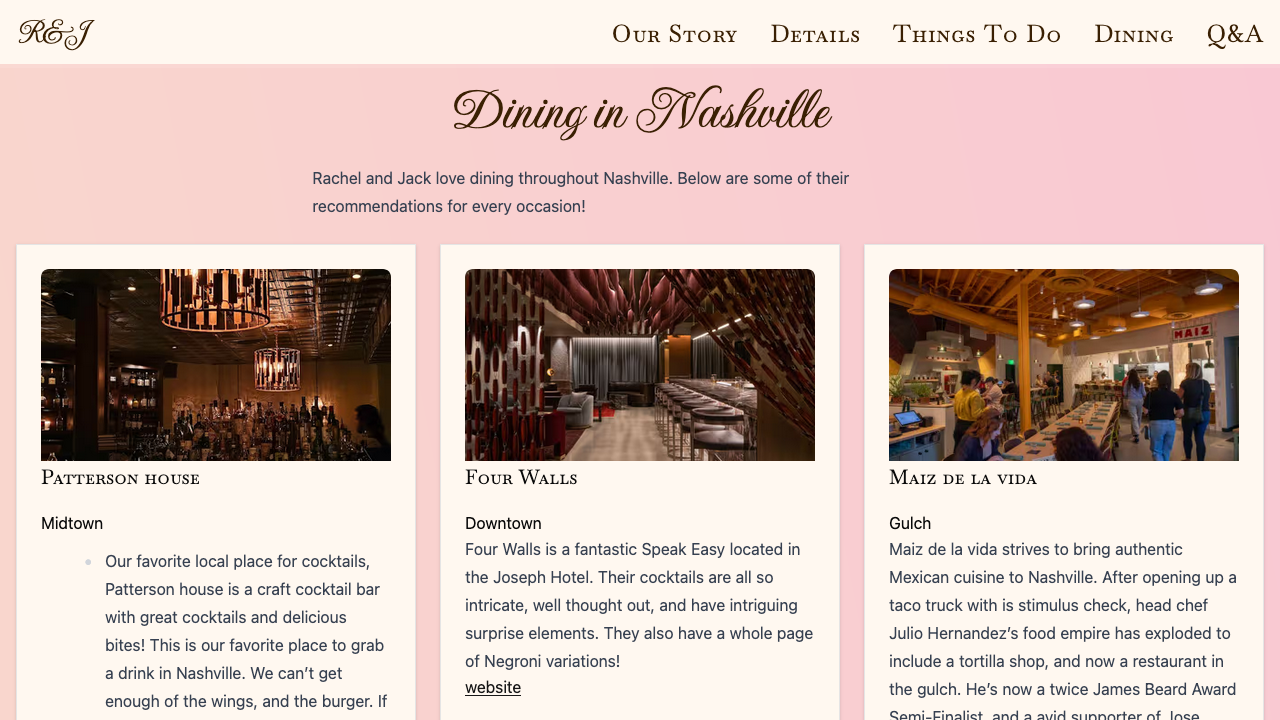 R&J
Our Story Details Things To Do Dining Q&A
Dining in Nashville
Rachel and Jack love dining throughout Nashville. Below are some of their
recommendations for every occasion!
MAIZ
Patterson house
Midtown
Our favorite local place for cocktails,
Patterson house is a craft cocktail bar
with great cocktails and delicious
bites! This is our favorite place to grab
a drink in Nashville. We can’t get
enough of the wings, and the burger. If
Four Walls
Downtown
Four Walls is a fantastic Speak Easy located in
the Joseph Hotel. Their cocktails are all so
intricate, well thought out, and have intriguing
surprise elements. They also have a whole page
of Negroni variations!
website
Maiz de la vida
Gulch
Maiz de la vida strives to bring authentic
Mexican cuisine to Nashville. After opening up a
taco truck with is stimulus check, head chef
Julio Hernandez’s food empire has exploded to
include a tortilla shop, and now a restaurant in
the gulch. He’s now a twice James Beard Award
Semi-Finalist, and a avid supporter of Jose